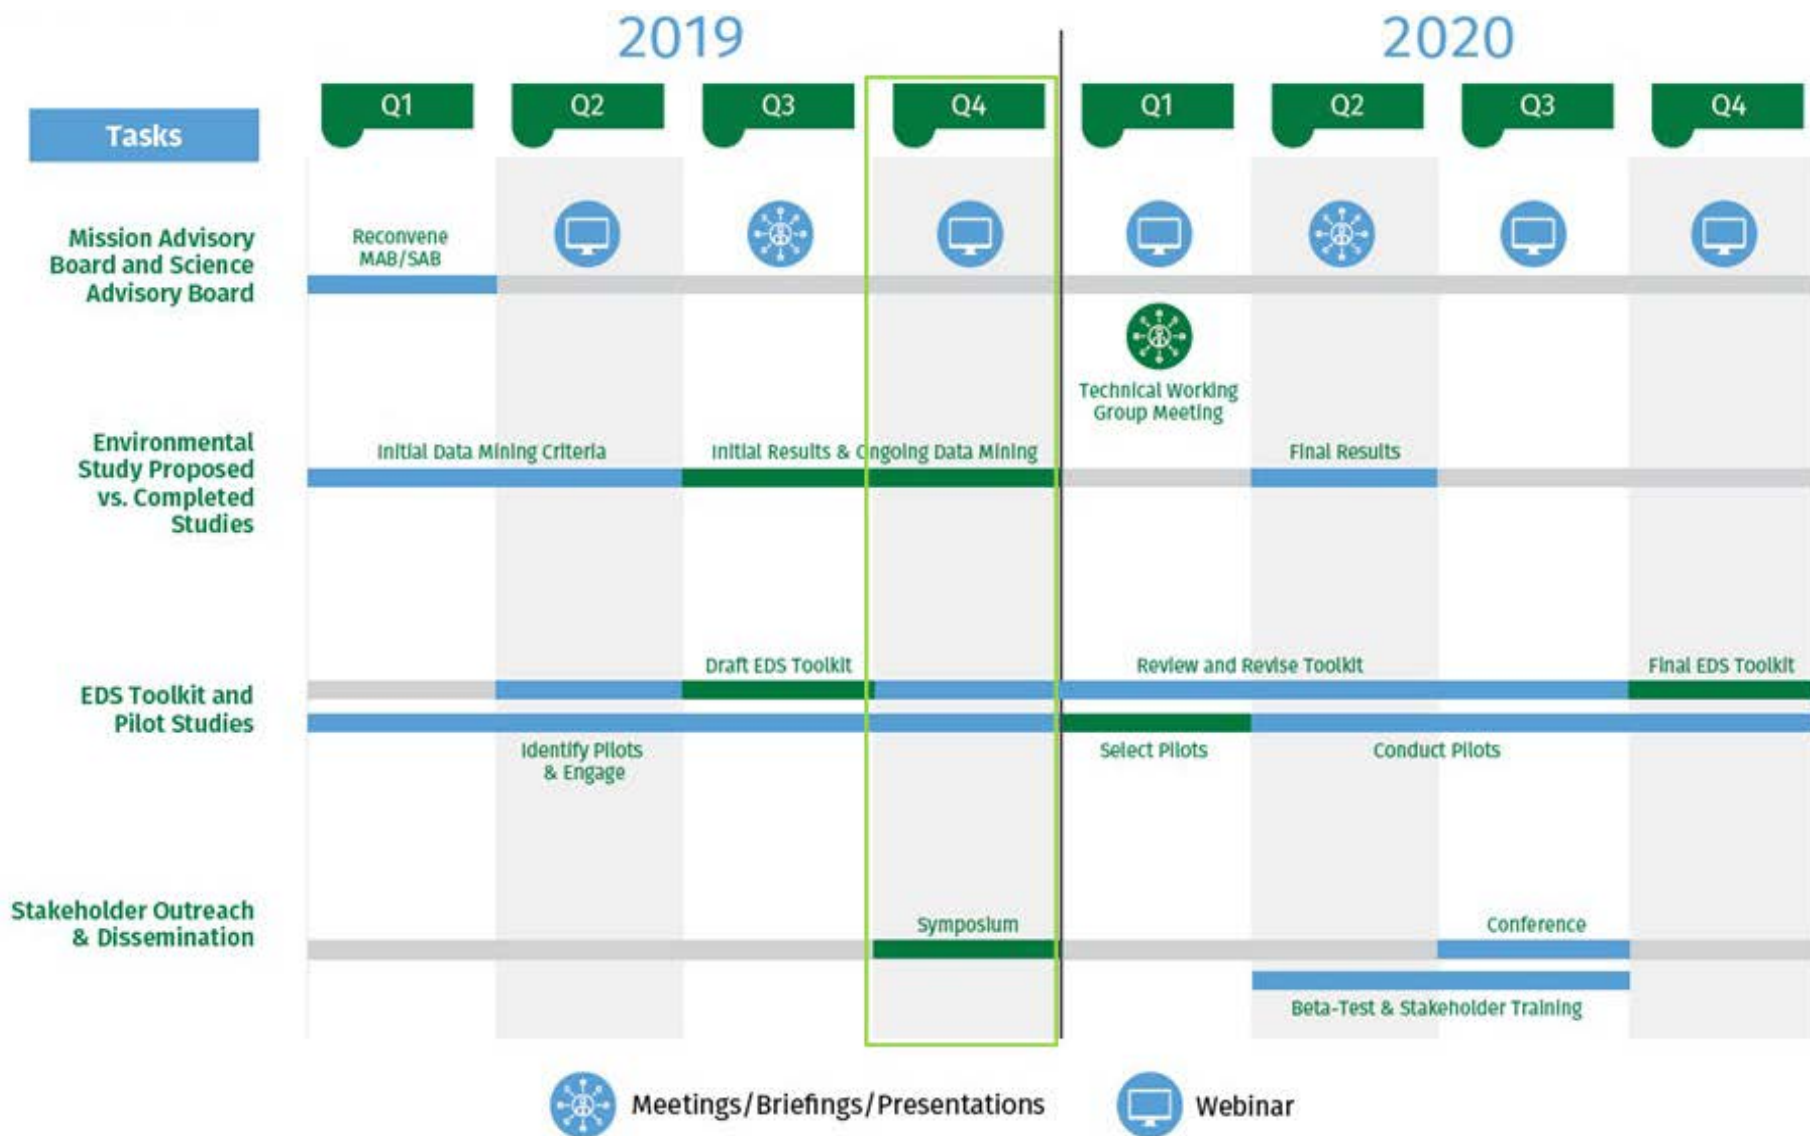 2019
2020
Tasks
Q1
Q2
Q3
Q4
Q1
Q2
Q3
Q4
Mission Advisory
Board and Science
Advisory Board
Reconvene
MAB/SAB
Technical Working
Group Meeting
Environmental
Study Proposed
vs. Completed
Studies
Initial Data Mining Criteria
Initial Results & Ongoing Data Mining
Final Results
EDS Toolkit and
Pilot Studies
Draft EDS Toolkit
Review and Revise Toolkit
Final EDS Toolkit
Identify Pilots
& Engage
Select Pilots
Conduct Pilots
Stakeholder Outreach
& Dissemination
Symposium
Conference
Beta-Test & Stakeholder Training
Meetings/Briefings/Presentations
Webinar